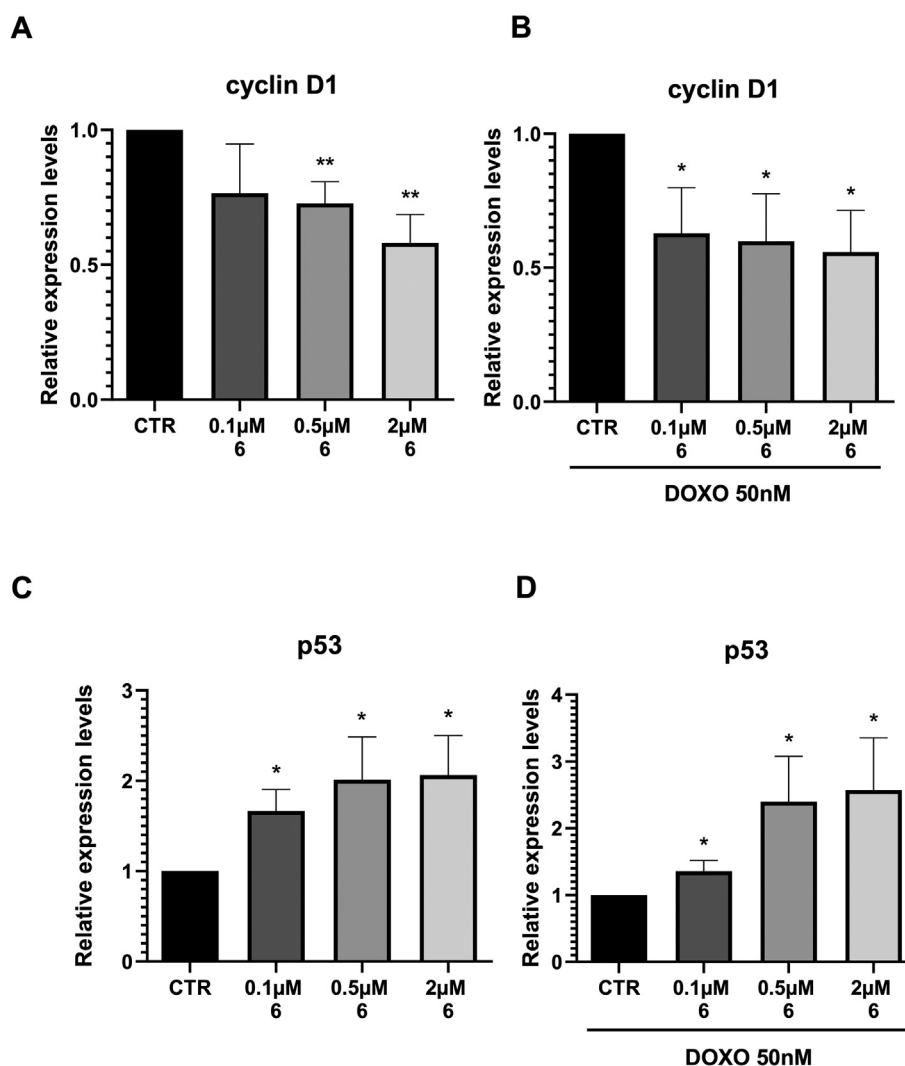 A
cyclin D1
Relative expression levels
1.0
0.5
0.0
**
**
CTR 0.1µM 0.5µM 2µM
6 6 6
B
cyclin D1
Relative expression levels
1.0
0.5
0.0
* * *
CTR 0.1µM 0.5µM 2µM
6 6 6
DOXO 50nM
C
p53
Relative expression levels
3
2
1
0
* * *
CTR 0.1µM 0.5µM 2µM
6 6 6
D
p53
Relative expression levels
4
3
2
1
0
* * *
CTR 0.1µM 0.5µM 2µM
6 6 6
DOXO 50nM